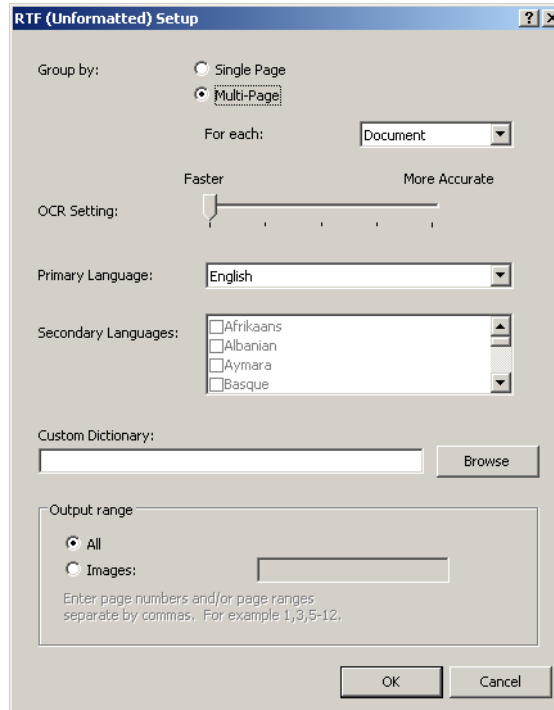 RTF (Unformatted) Setup
Group by:
Single Page
Multi-Page
For each: Document
Faster More Accurate
OCR Setting:
Primary Language: English
Secondary Languages:
Afrikaans
Albanian
Aymara
Basque
Custom Dictionary:
Browse
Output range
All
Images:
Enter page numbers and/or page ranges
separate by commas. For example 1,3,5-12.
OK Cancel